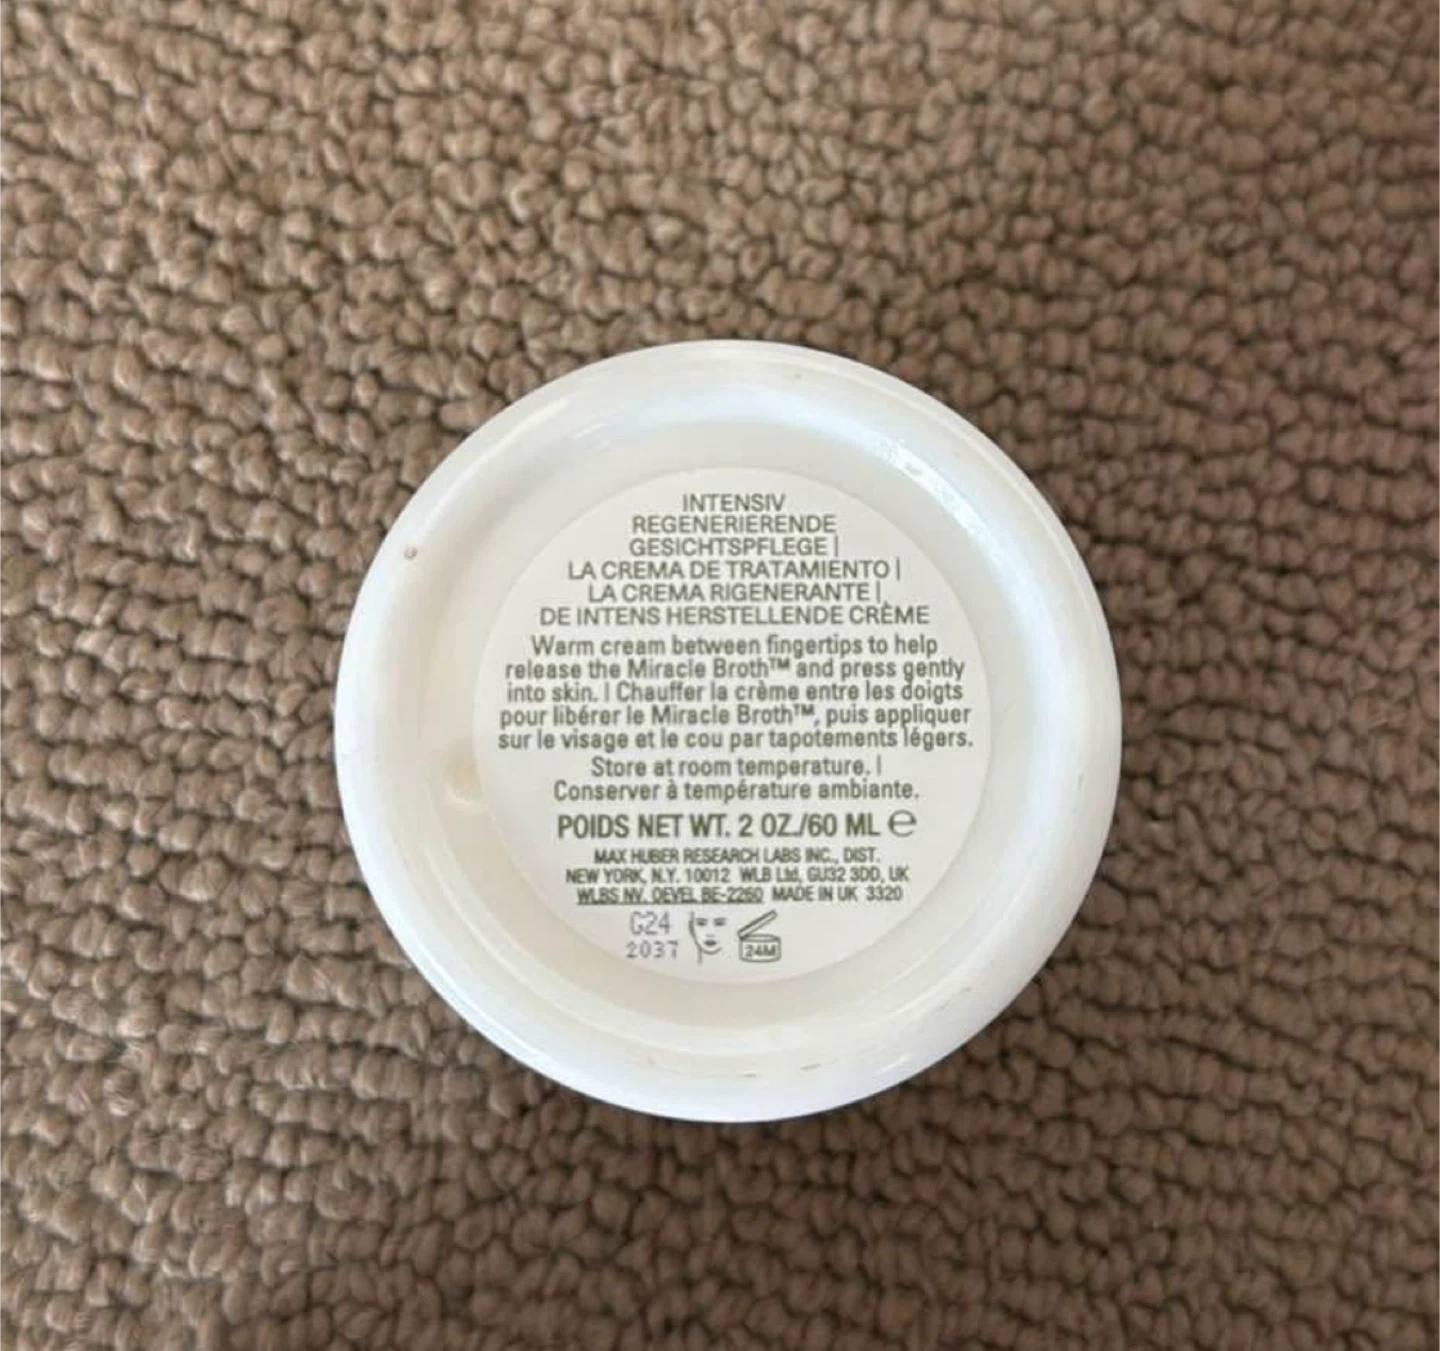 INTENSIV
REGENERIERENDE
GESICHTSPFLEGE |
LA CREMA DE TRATAMIENTO |
LA CREMA RIGENERANTE |
DE INTENS HERSTELLENDE CRÈME
Warm cream between fingertips to help
release the Miracle Broth™ and press gently
into skin. | Chauffer la crème entre les doigts
pour libérer le Miracle Broth™, puis appliquer
sur le visage et le cou par tapotements légers.
Store at room temperature. |
Conserver à température ambiante.
POIDS NET WT. 2 OZ./60 ML ℮
MAX HUBER RESEARCH LABS INC., DIST.
NEW YORK, N.Y. 10012 WLB Ltd, GU32 3DD, UK
WLBS NV. OEVEL BE-2260 MADE IN UK 3320
G24
2037
24M